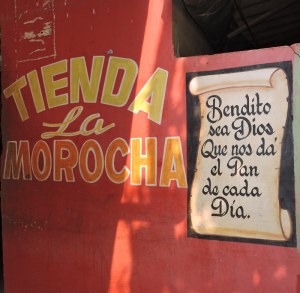 TIENDA
La
MOROCHA
Bendito
sea Dios
Que nos da'
el Pan
de cada
Día.